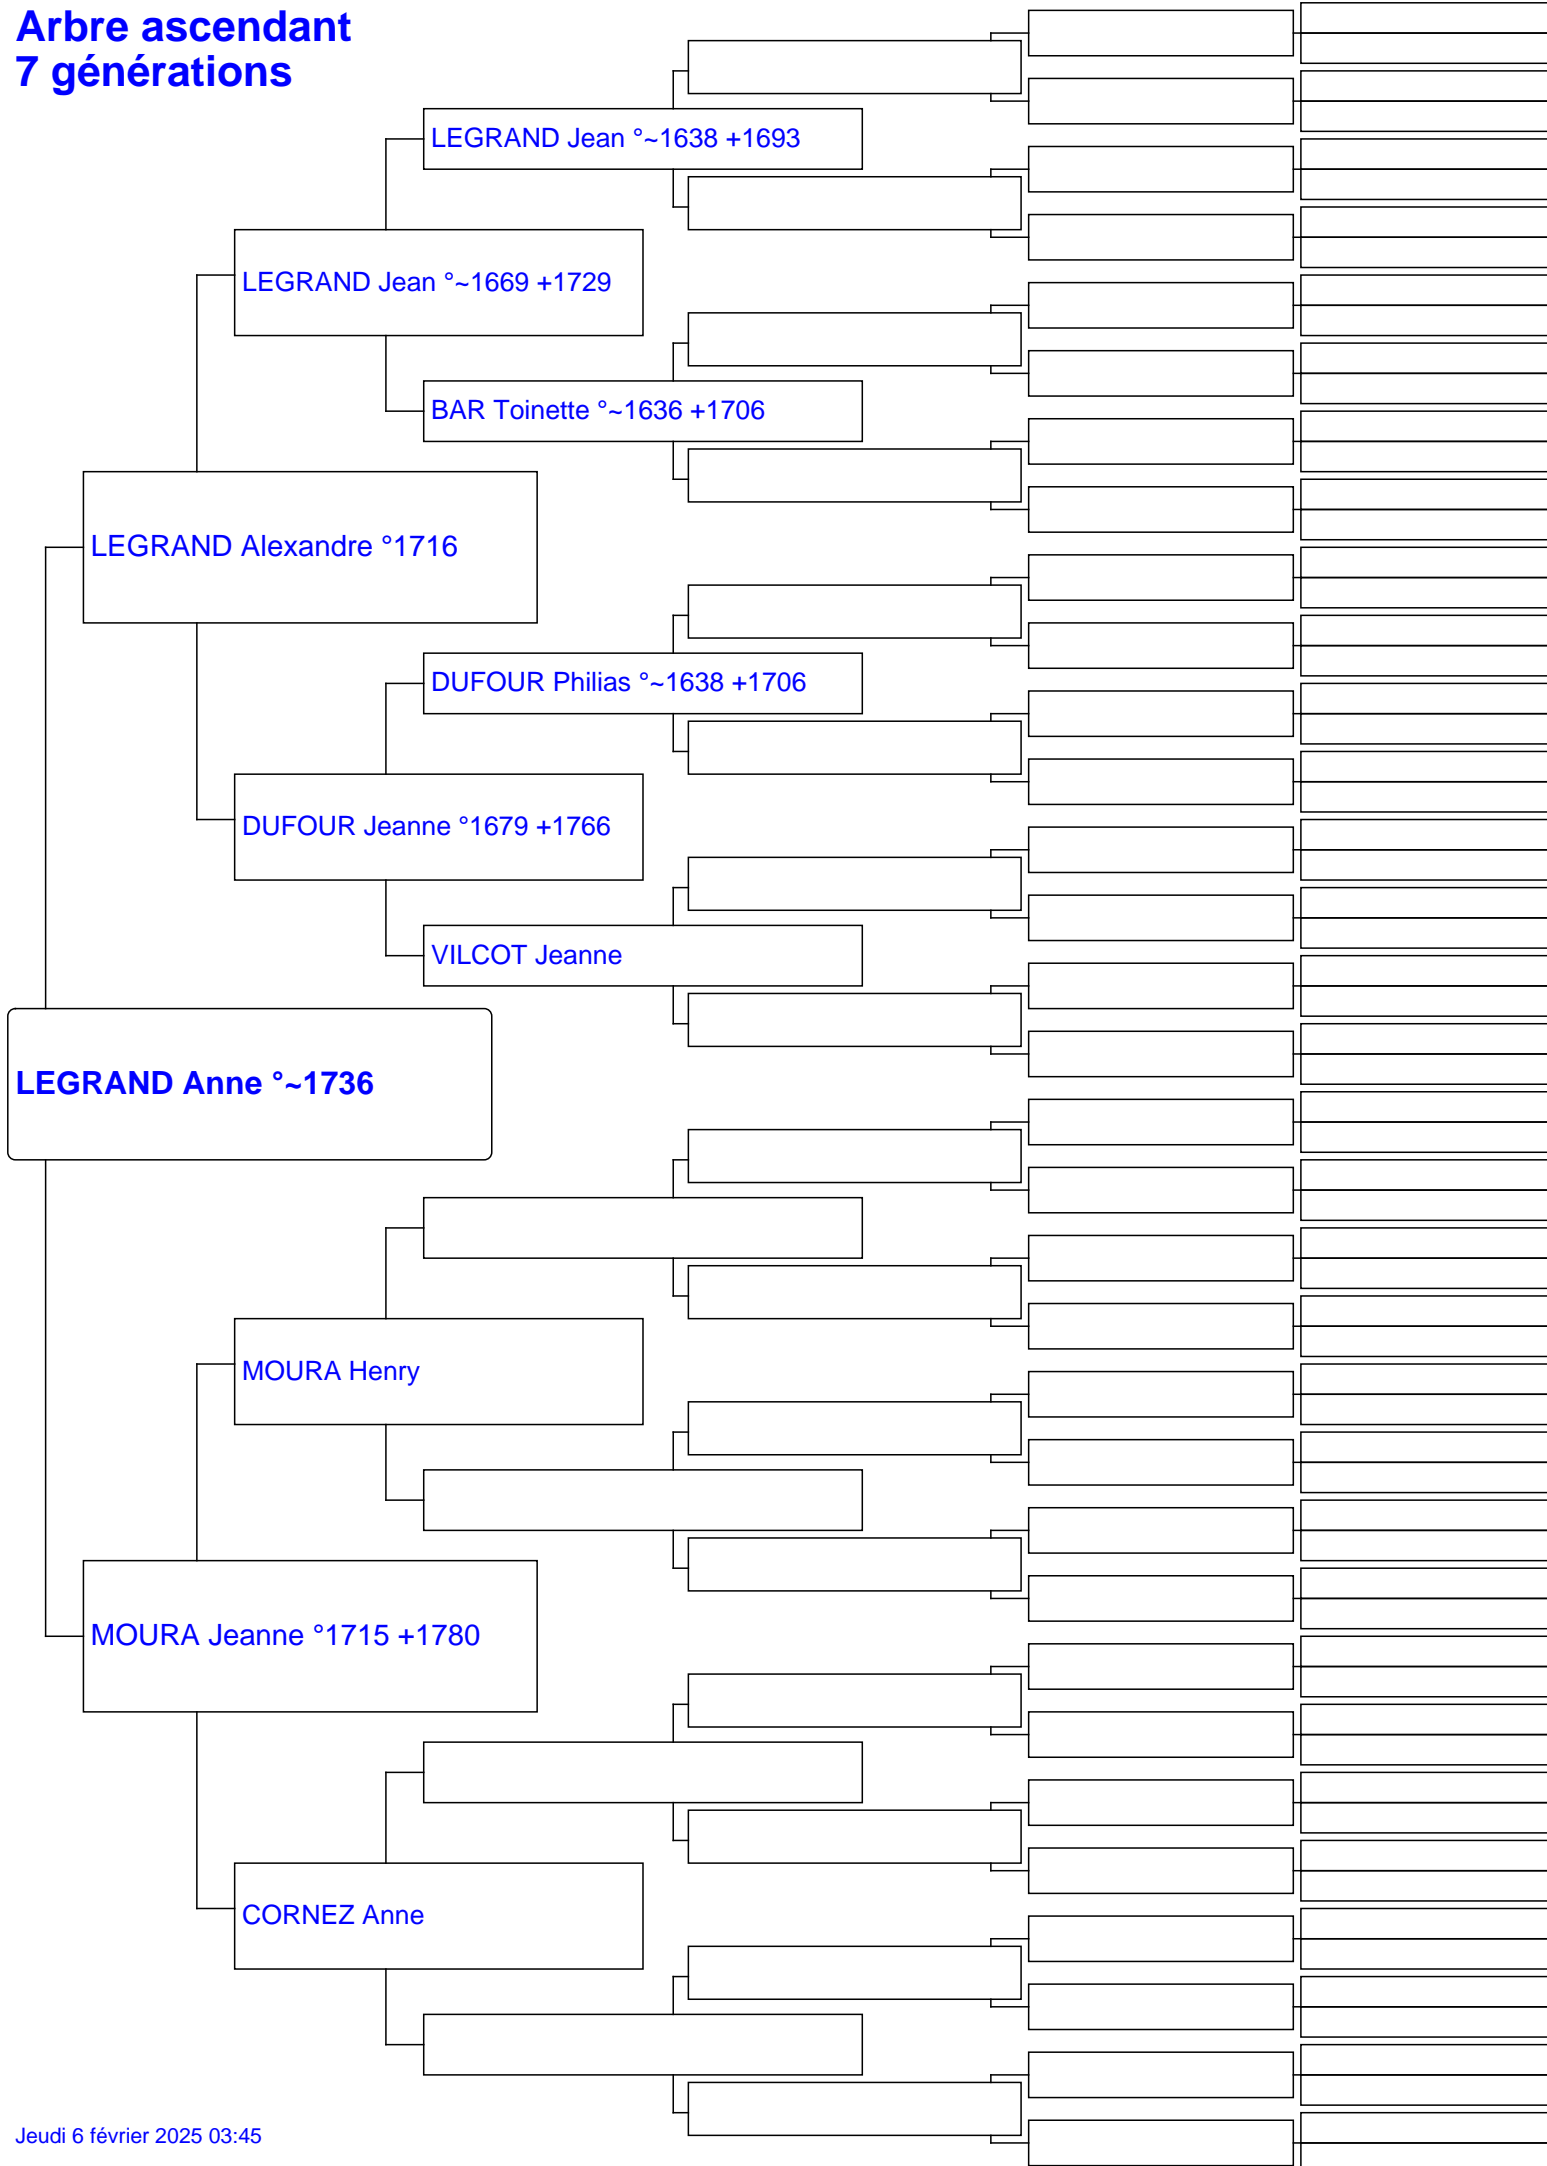 Arbre ascendant
7 générations
LEGRAND Jean °~1638 +1693
LEGRAND Jean °~1669 +1729
BAR Toinette °~1636 +1706
LEGRAND Alexandre °1716
DUFOUR Philias °~1638 +1706
DUFOUR Jeanne °1679 +1766
VILCOT Jeanne
LEGRAND Anne °~1736
MOURA Henry
MOURA Jeanne °1715 +1780
CORNEZ Anne
Jeudi 6 février 2025 03:45